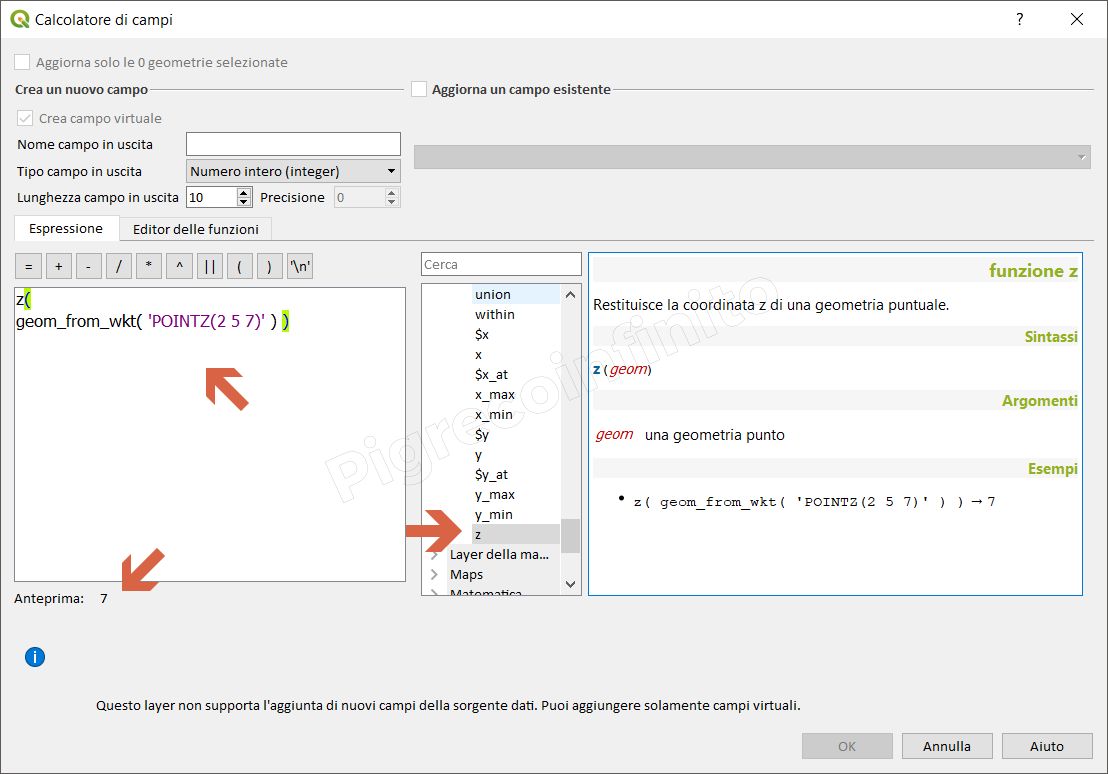 Calcolatore di campi
?
Aggiorna solo le 0 geometrie selezionate
Crea un nuovo campo
Aggiorna un campo esistente
Crea campo virtuale
Nome campo in uscita
Tipo campo in uscita Numero intero (integer)
Lunghezza campo in uscita 10 Precisione 0
Espressione Editor delle funzioni
= + - / * ^ || ( ) '\n'
z(
geom_from_wkt( 'POINTZ(2 5 7)' ) )
Anteprima: 7
Cerca
union
within
$x
x
$x_at
x_max
x_min
$y
y
$y_at
y_max
y_min
z
Layer della ma...
Maps
Matematica
funzione z
Restituisce la coordinata z di una geometria puntuale.
Sintassi
z(geom)
Argomenti
geom una geometria punto
Esempi
• z( geom_from_wkt( 'POINTZ(2 5 7)' ) ) → 7
Pigrecoinfinito
i
Questo layer non supporta l'aggiunta di nuovi campi della sorgente dati. Puoi aggiungere solamente campi virtuali.
OK Annulla Aiuto